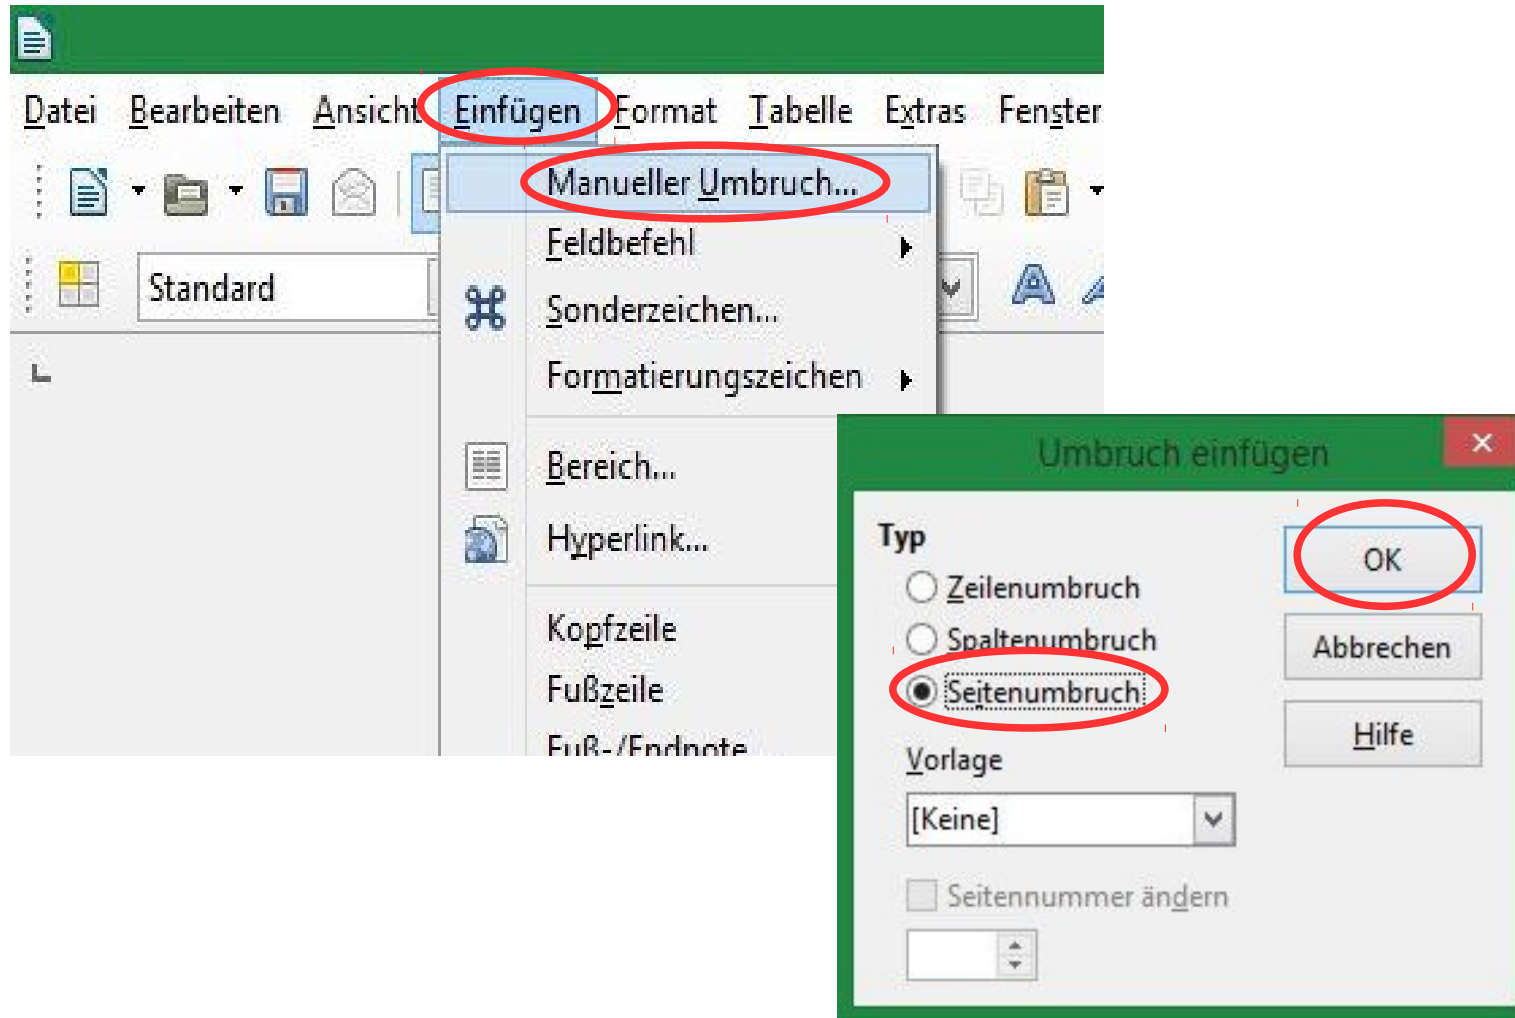 Datei Bearbeiten Ansicht Einfügen Format Tabelle Extras Fenster
Manueller Umbruch...
Feldbefehl
Standard
Sonderzeichen...
Formatierungszeichen
Bereich...
Hyperlink...
Kopfzeile
Fußzeile
Fuß-/Endnote
Umbruch einfügen
Typ
Zeilenumbruch
Spaltenumbruch
Seitenumbruch
OK
Abbrechen
Hilfe
Vorlage
[Keine]
Seitennummer ändern